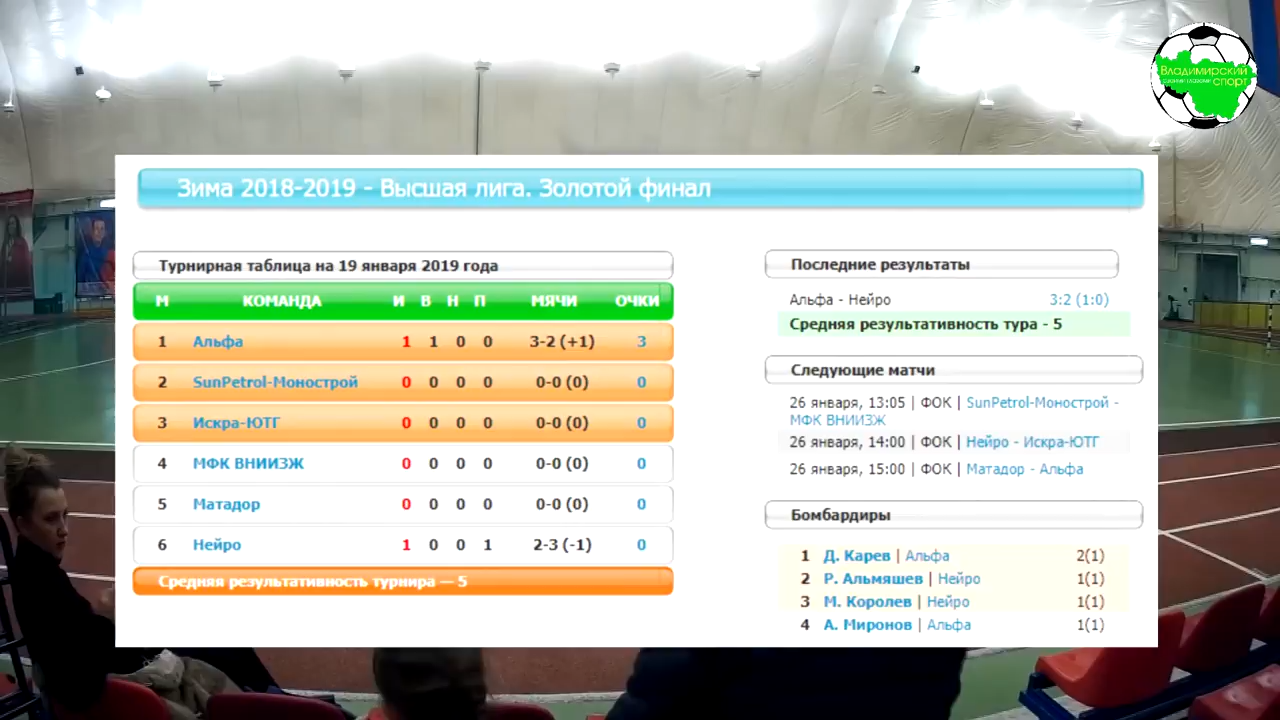 Владимирский
спорт
Зима 2018-2019 - Высшая лига. Золотой финал
Турнирная таблица на 19 января 2019 года
М КОМАНДА И В Н П МЯЧИ ОЧКИ
1 Альфа 1 1 0 0 3-2 (+1) 3
2 SunPetrol-Монострой 0 0 0 0 0-0 (0) 0
3 Искра-ЮТГ 0 0 0 0 0-0 (0) 0
4 МФК ВНИИЗЖ 0 0 0 0 0-0 (0) 0
5 Матадор 0 0 0 0 0-0 (0) 0
6 Нейро 1 0 0 1 2-3 (-1) 0
Средняя результативность турнира — 5
Последние результаты
Альфа - Нейро 3:2 (1:0)
Средняя результативность тура - 5
Следующие матчи
26 января, 13:05 | ФОК | SunPetrol-Монострой -
МФК ВНИИЗЖ
26 января, 14:00 | ФОК | Нейро - Искра-ЮТГ
26 января, 15:00 | ФОК | Матадор - Альфа
Бомбардиры
1 Д. Карев | Альфа 2(1)
2 Р. Альмяшев | Нейро 1(1)
3 М. Королев | Нейро 1(1)
4 А. Миронов | Альфа 1(1)